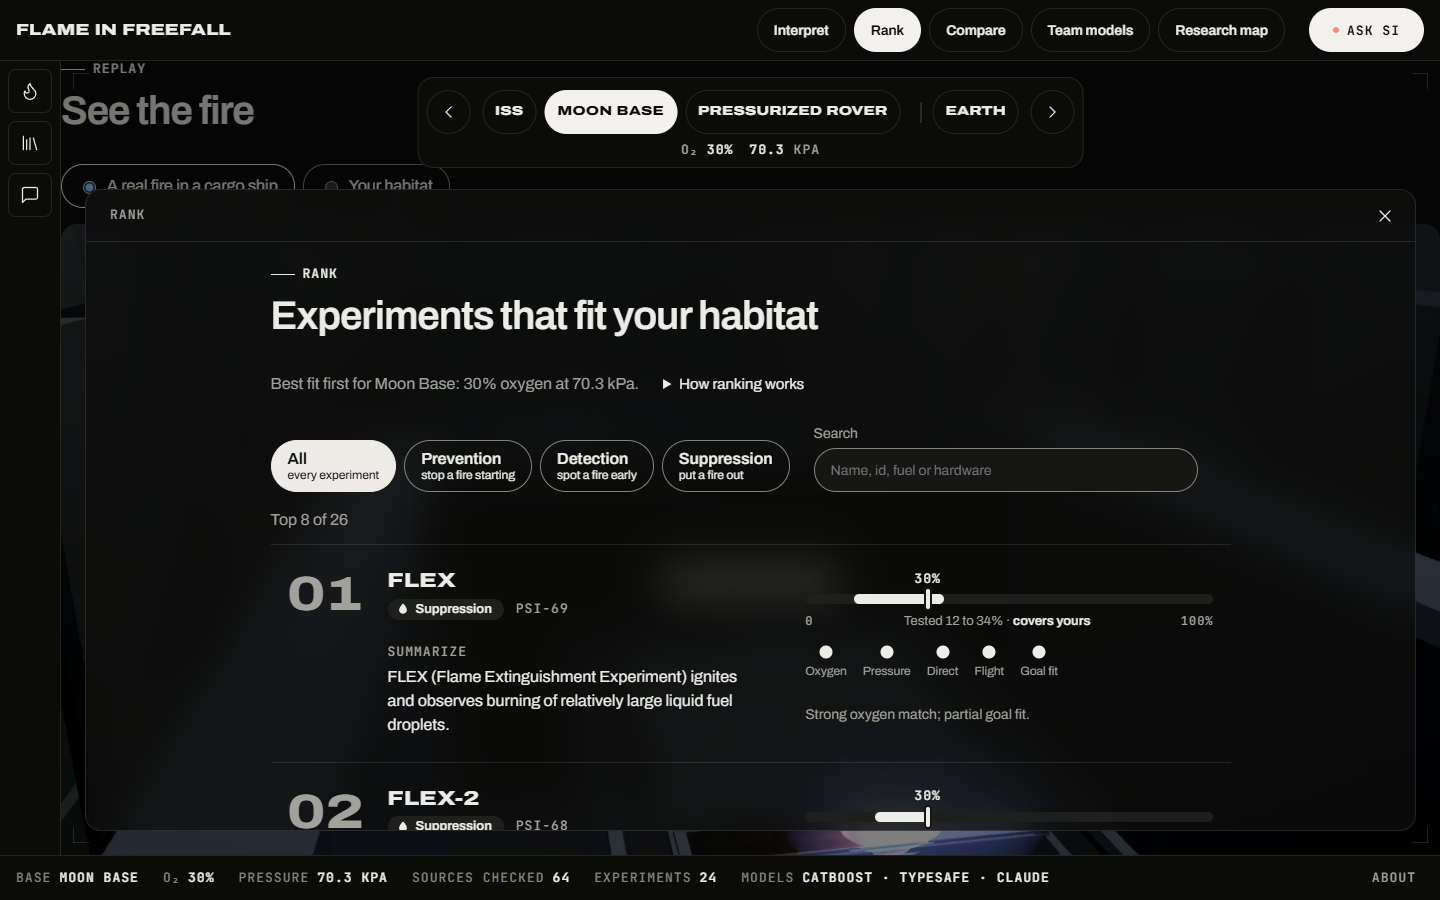 FLAME IN FREEFALL
Interpret
Rank
Compare
Team models
Research map
ASK SI
REPLAY
See the fire
ISS
MOON BASE
PRESSURIZED ROVER
EARTH
O₂ 30% 70.3 KPA
A real fire in a cargo ship
Your habitat
RANK
RANK
Experiments that fit your habitat
Best fit first for Moon Base: 30% oxygen at 70.3 kPa.
How ranking works
Search
All
every experiment
Prevention
stop a fire starting
Detection
spot a fire early
Suppression
put a fire out
Name, id, fuel or hardware
Top 8 of 26
01
FLEX
Suppression
PSI-69
SUMMARIZE
FLEX (Flame Extinguishment Experiment) ignites
and observes burning of relatively large liquid fuel
droplets.
30%
0
Tested 12 to 34% · covers yours
100%
Oxygen
Pressure
Direct
Flight
Goal fit
Strong oxygen match; partial goal fit.
02
FLEX-2
Suppression
PSI-68
30%
BASE MOON BASE
O₂ 30%
PRESSURE 70.3 KPA
SOURCES CHECKED 64
EXPERIMENTS 24
MODELS CATBOOST · TYPESAFE · CLAUDE
ABOUT